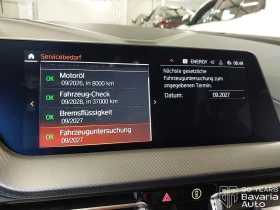 Servicebedarf
ENERGY
08:49
OK Motoröl
09/2026, in 8000 km
OK Fahrzeug-Check
09/2028, in 37000 km
OK Bremsflüssigkeit
09/2027
OK Fahrzeuguntersuchung
09/2027
Nächste gesetzliche
Fahrzeuguntersuchung zum
angegebenen Termin.
Datum: 09.2027
30 YEARS
Bavaria
Auto